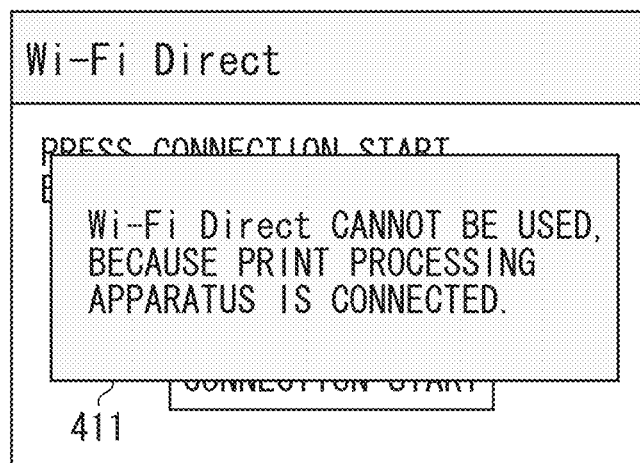 Wi-Fi Direct
PRESS CONNECTION START
Wi-Fi Direct CANNOT BE USED,
BECAUSE PRINT PROCESSING
APPARATUS IS CONNECTED.
CONNECTION START
411